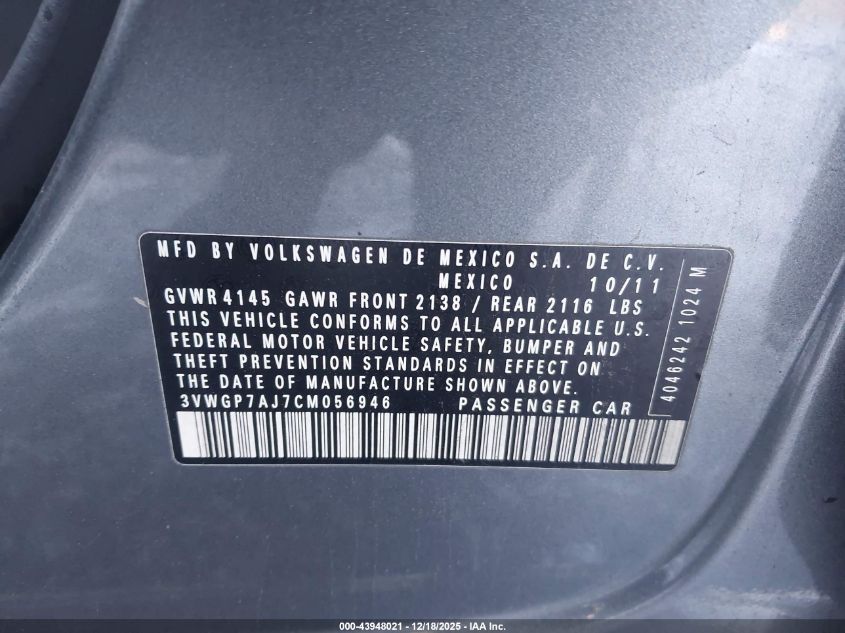 MFD BY VOLKSWAGEN DE MEXICO S.A. DE C.V.
MEXICO 10/11
GVWR 4145 GAWR FRONT 2138 / REAR 2116 LBS
THIS VEHICLE CONFORMS TO ALL APPLICABLE U.S.
FEDERAL MOTOR VEHICLE SAFETY, BUMPER AND
THEFT PREVENTION STANDARDS IN EFFECT ON
THE DATE OF MANUFACTURE SHOWN ABOVE.
3VWGP7AJ7CM056946 PASSENGER CAR
4046242 1024 M
000-43948021 - 12/18/2025 - IAA Inc.